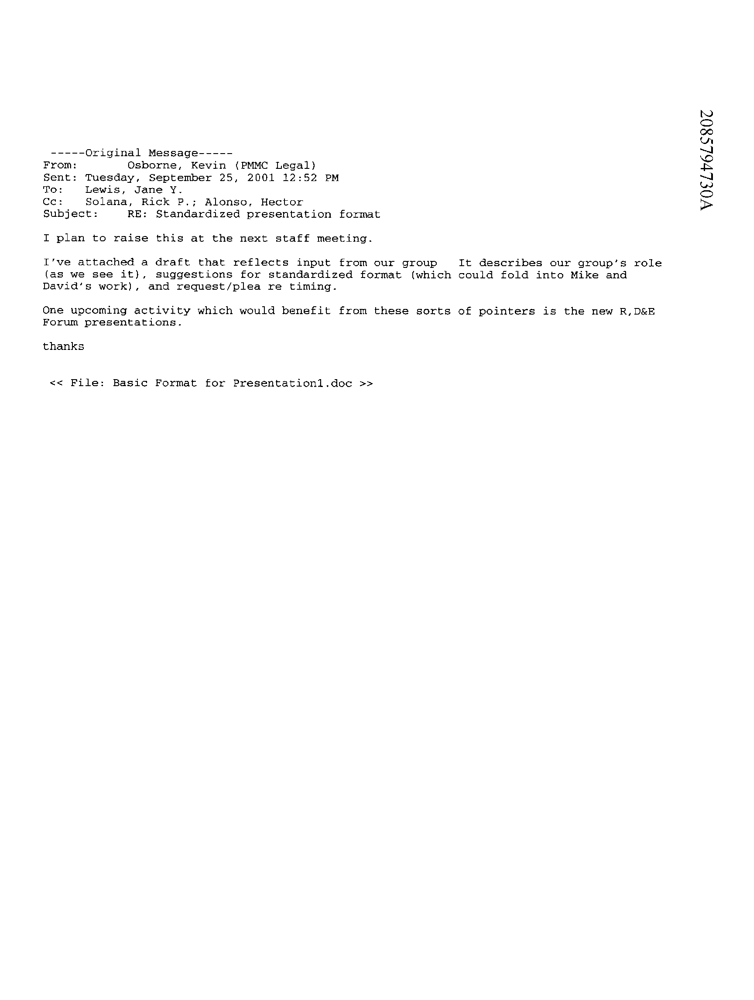 -----Original Message-----
From: Osborne, Kevin (PMMC Legal)
Sent: Tuesday, September 25, 2001 12:52 PM
To: Lewis, Jane Y.
Cc: Solana, Rick P.; Alonso, Hector
Subject: RE: Standardized presentation format
I plan to raise this at the next staff meeting.
I've attached a draft that reflects input from our group It describes our group's role
(as we see it), suggestions for standardized format (which could fold into Mike and
David's work), and request/plea re timing.
One upcoming activity which would benefit from these sorts of pointers is the new R,D&E
Forum presentations.
thanks
<< File: Basic Format for Presentation1.doc >>
2085794730A